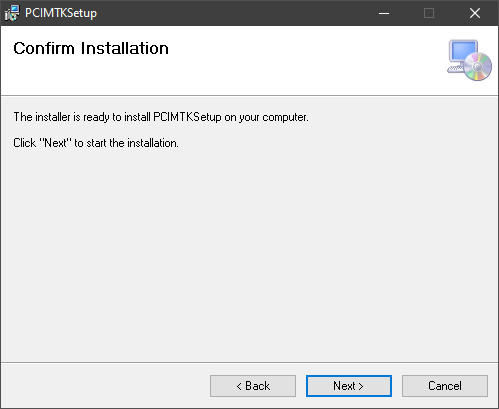 PCIMTKSetup
Confirm Installation
The installer is ready to install PCIMTKSetup on your computer.
Click "Next" to start the installation.
< Back
Next >
Cancel